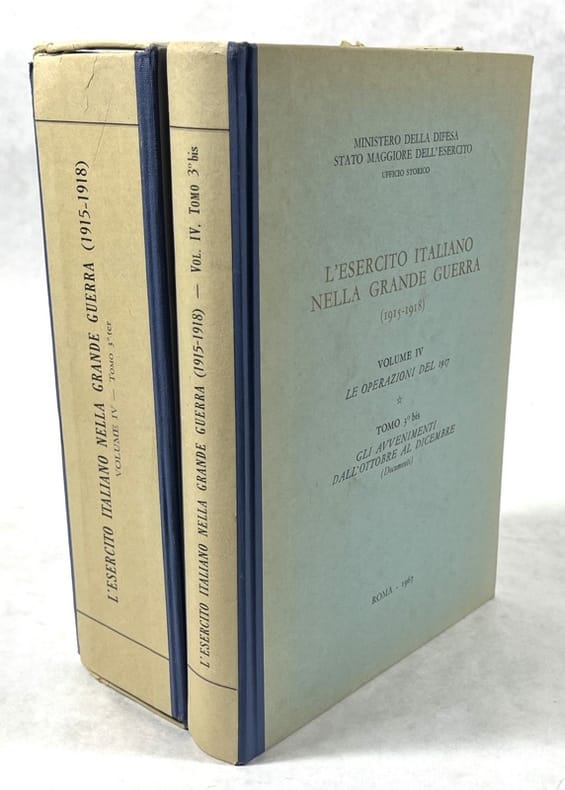 L'ESERCITO ITALIANO NELLA GRANDE GUERRA (1915-1918)
VOLUME IV — TOMO 3° ter
L'ESERCITO ITALIANO NELLA GRANDE GUERRA (1915-1918) — VOL. IV, TOMO 3° bis
MINISTERO DELLA DIFESA
STATO MAGGIORE DELL'ESERCITO
UFFICIO STORICO
L'ESERCITO ITALIANO
NELLA GRANDE GUERRA
(1915-1918)
VOLUME IV
LE OPERAZIONI DEL 1917
TOMO 3° bis
GLI AVVENIMENTI
DALL'OTTOBRE AL DICEMBRE
(Documenti)
ROMA - 1967